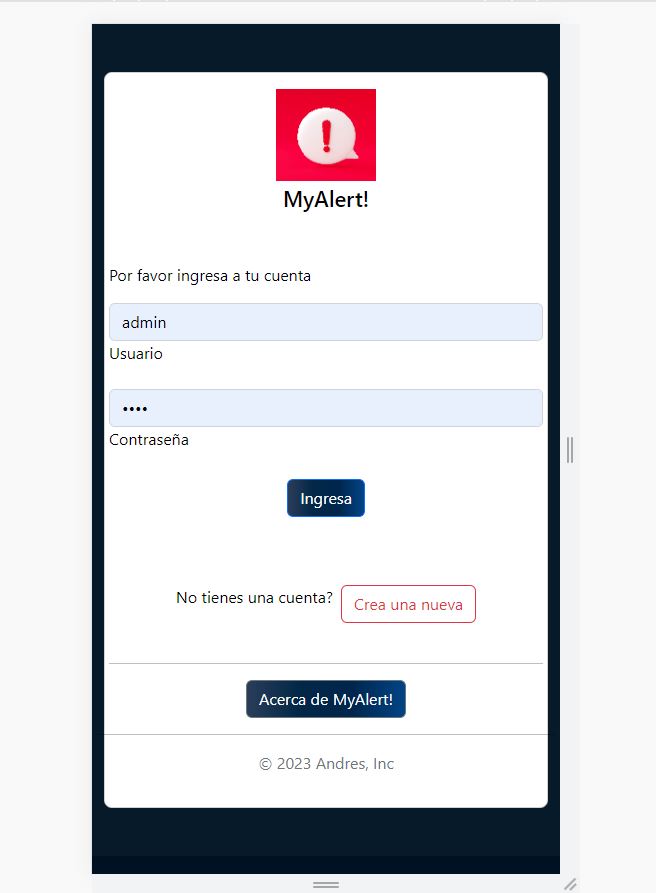 MyAlert!
Por favor ingresa a tu cuenta
admin
Usuario
••••
Contraseña
Ingresa
No tienes una cuenta? Crea una nueva
Acerca de MyAlert!
© 2023 Andres, Inc